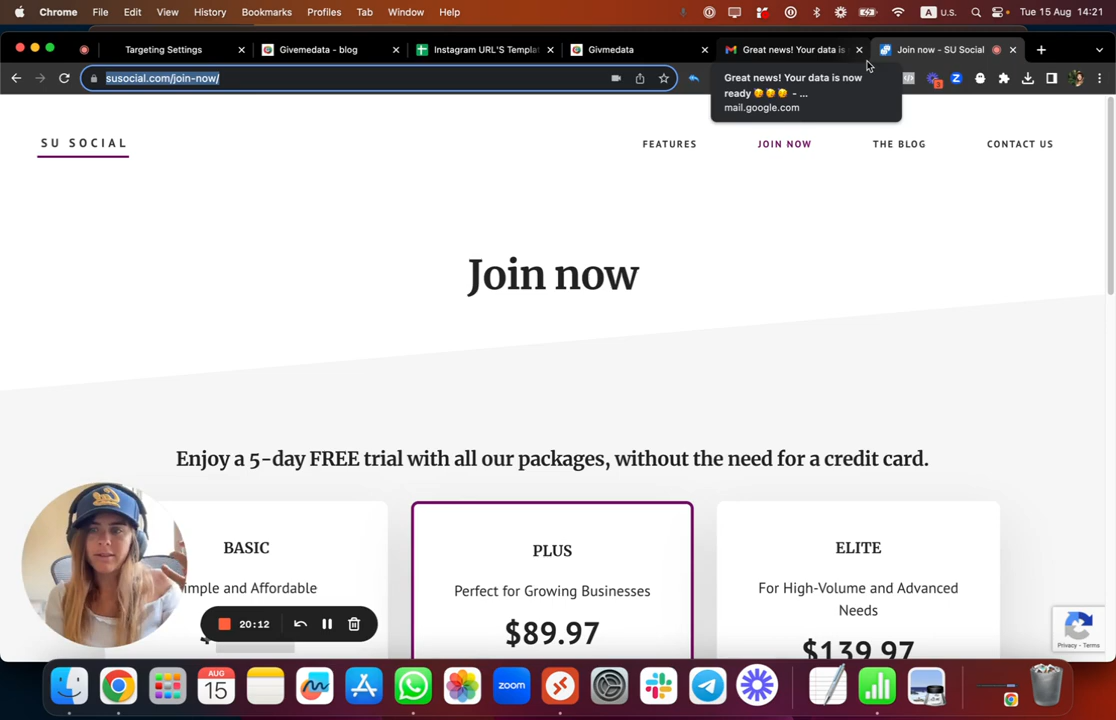 Chrome File Edit View History Bookmarks Profiles Tab Window Help A U.S. Tue 15 Aug 14:21
Targeting Settings Givemedata - blog Instagram URL'S Templa Givmedata Great news! Your data is Join now - SU Social
susocial.com/join-now/
Great news! Your data is now
ready 🥰🥰🥰 - ...
mail.google.com
3
SU SOCIAL FEATURES JOIN NOW THE BLOG CONTACT US
Join now
Enjoy a 5-day FREE trial with all our packages, without the need for a credit card.
BASIC
imple and Affordable
PLUS
Perfect for Growing Businesses
$89.97
ELITE
For High-Volume and Advanced
Needs
$139.97
20:12
Privacy - Terms
AUG
15
zoom